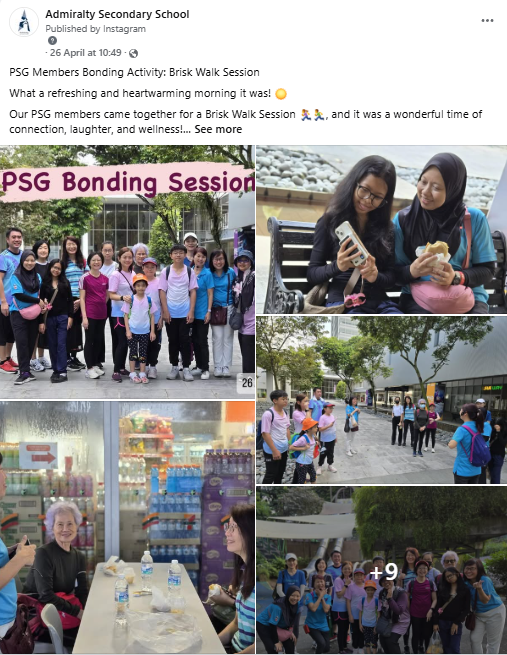 Admiralty Secondary School
Published by Instagram
· 26 April at 10:49 ·
PSG Members Bonding Activity: Brisk Walk Session
What a refreshing and heartwarming morning it was! 😊
Our PSG members came together for a Brisk Walk Session 🏃‍♀️🏃‍♂️, and it was a wonderful time of
connection, laughter, and wellness!... See more
PSG Bonding Session
26
+9